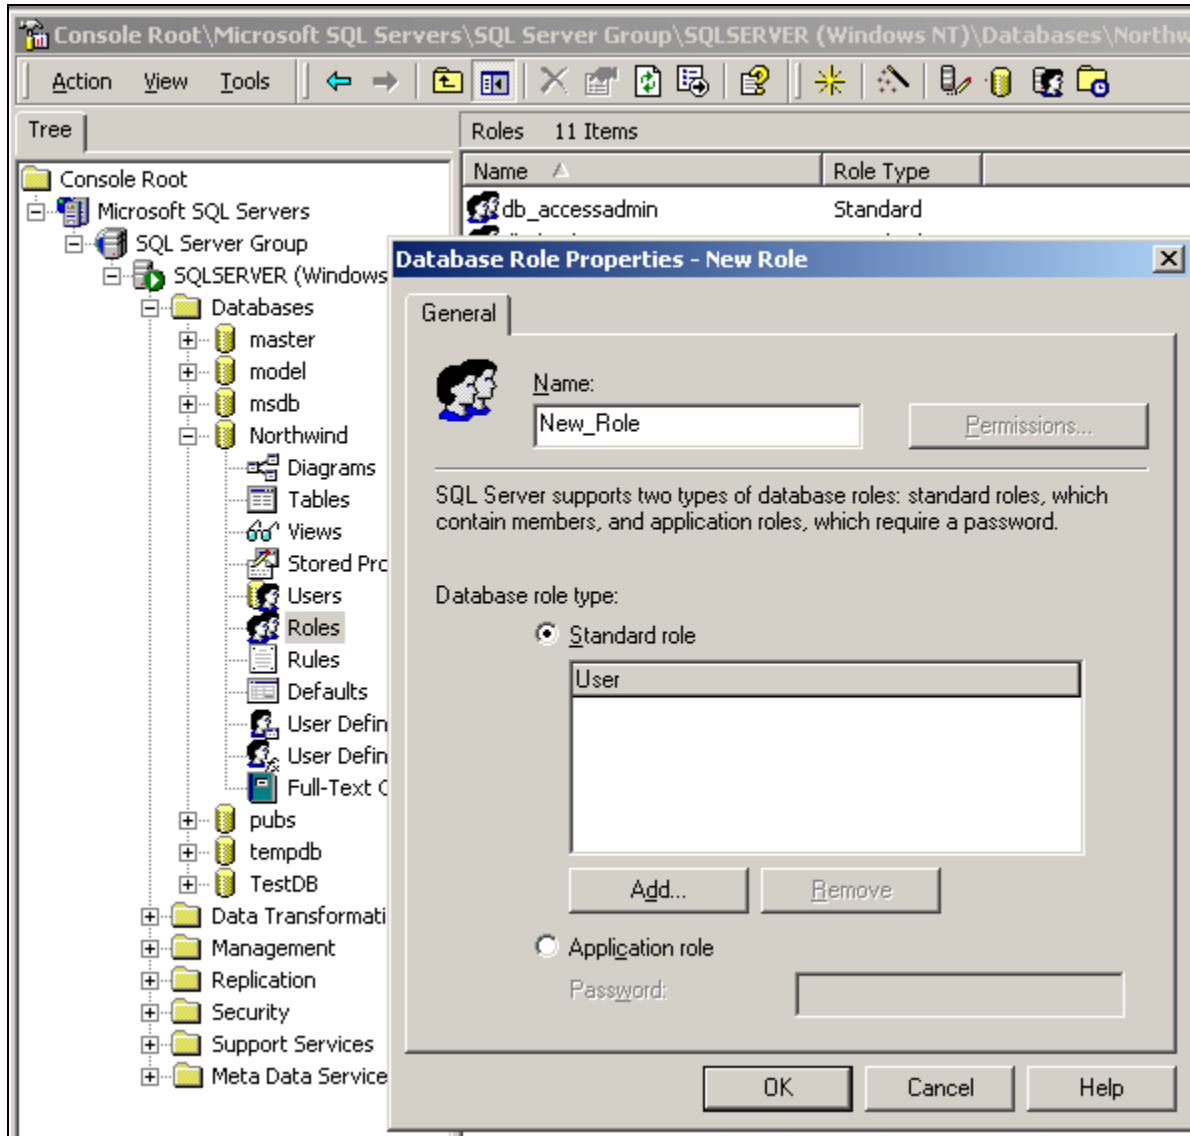 Console Root\Microsoft SQL Servers\SQL Server Group\SQLSERVER (Windows NT)\Databases\Northw
Action View Tools
Tree
Roles 11 Items
Name Role Type
Console Root
Microsoft SQL Servers
db_accessadmin Standard
SQL Server Group
SQLSERVER (Windows
Databases
master
model
msdb
Northwind
Diagrams
Tables
Views
Stored Pro
Users
Roles
Rules
Defaults
User Defin
User Defin
Full-Text C
pubs
tempdb
TestDB
Data Transformati
Management
Replication
Security
Support Services
Meta Data Service
Database Role Properties - New Role
General
Name:
New_Role
Permissions...
SQL Server supports two types of database roles: standard roles, which
contain members, and application roles, which require a password.
Database role type:
Standard role
User
Add... Remove
Application role
Password:
OK Cancel Help